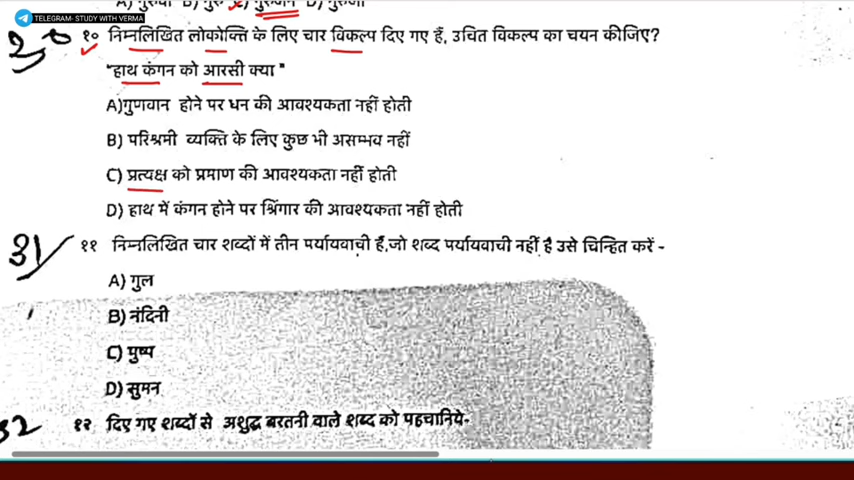 A) गुरुवा B) गुरु C) गुरुजन D) गुरुजी
TELEGRAM- STUDY WITH VERMA
30 १० निम्नलिखित लोकोक्ति के लिए चार विकल्प दिए गए हैं, उचित विकल्प का चयन कीजिए?
"हाथ कंगन को आरसी क्या"
A)गुणवान होने पर धन की आवश्यकता नहीं होती
B) परिश्रमी व्यक्ति के लिए कुछ भी असम्भव नहीं
C) प्रत्यक्ष को प्रमाण की आवश्यकता नहीं होती
D) हाथ में कंगन होने पर श्रिंगार की आवश्यकता नहीं होती
31 ११ निम्नलिखित चार शब्दों में तीन पर्यायवाची हैं,जो शब्द पर्यायवाची नहीं है उसे चिन्हित करें -
A) गुल
B) नंदिनी
C) पुष्प
D) सुमन
32 १२ दिए गए शब्दों से अशुद्ध बरतनी वाले शब्द को पहचानिये-